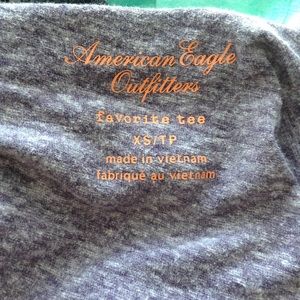 American Eagle
Outfitters
favorite tee
XS/TP
made in vietnam
fabriqué au vietnam